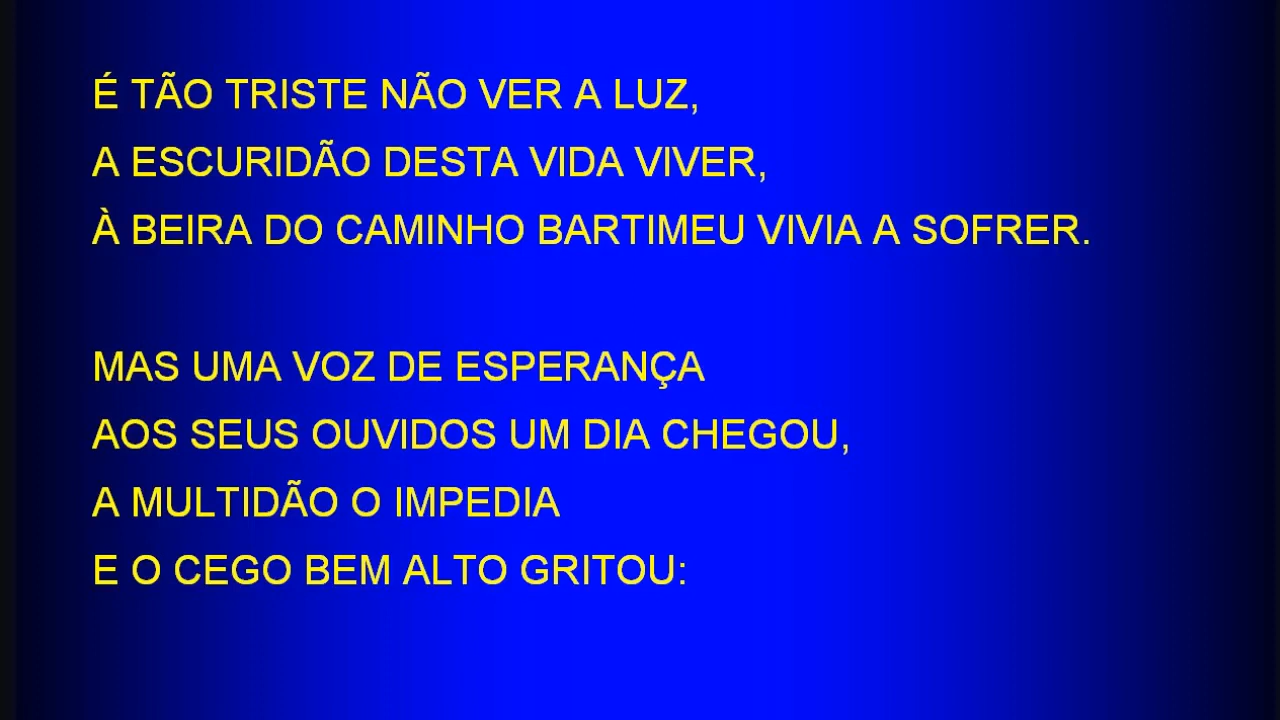 É TÃO TRISTE NÃO VER A LUZ,
A ESCURIDÃO DESTA VIDA VIVER,
À BEIRA DO CAMINHO BARTIMEU VIVIA A SOFRER.
MAS UMA VOZ DE ESPERANÇA
AOS SEUS OUVIDOS UM DIA CHEGOU,
A MULTIDÃO O IMPEDIA
E O CEGO BEM ALTO GRITOU: